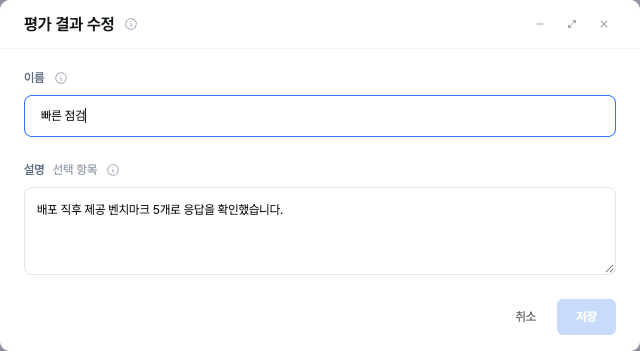 평가 결과 수정
이름
빠른 점검
설명 선택 항목
배포 직후 제공 벤치마크 5개로 응답을 확인했습니다.
취소 저장